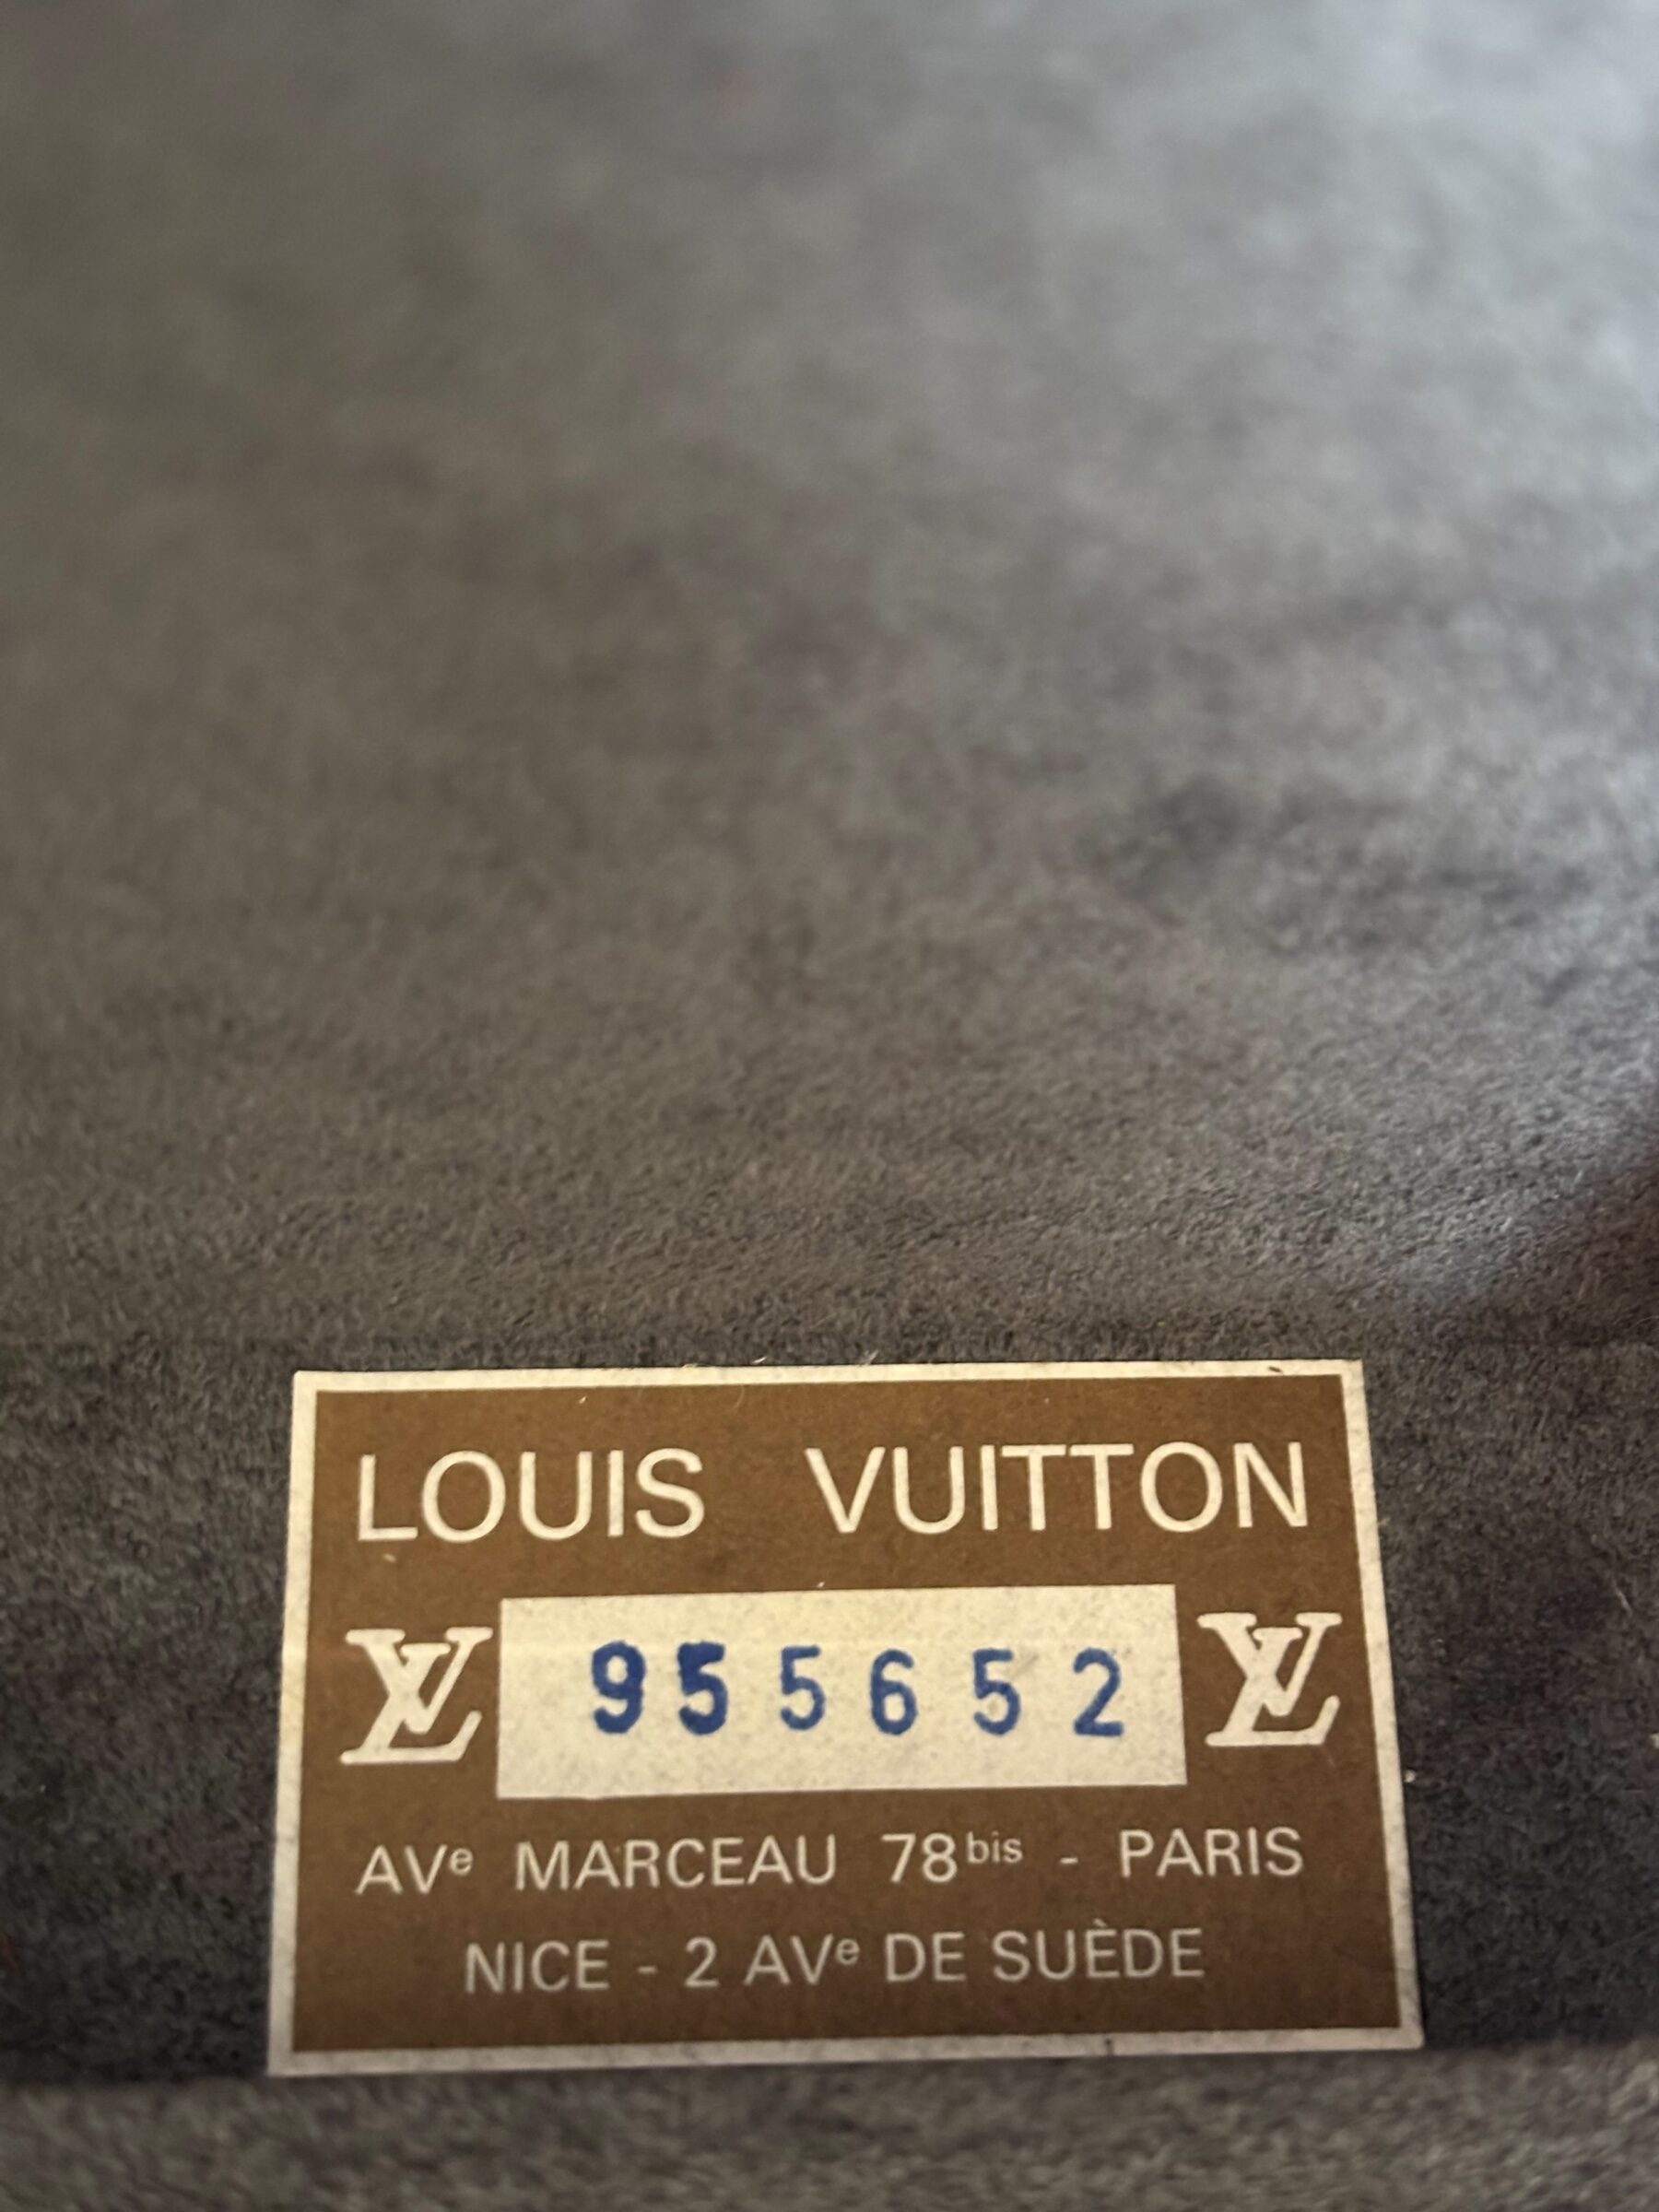 LOUIS VUITTON
LV 955652 LV
AVe MARCEAU 78bis - PARIS
NICE - 2 AVe DE SUÈDE